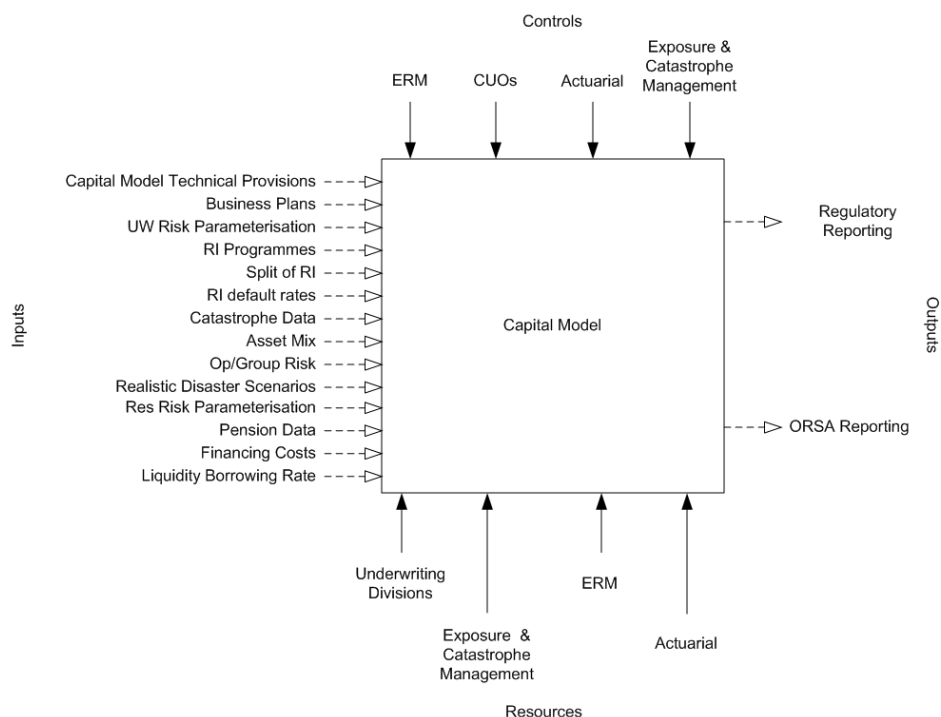 Controls
ERM
CUOs
Actuarial
Exposure &
Catastrophe
Management
Capital Model Technical Provisions
Business Plans
UW Risk Parameterisation
RI Programmes
Split of RI
RI default rates
Catastrophe Data
Asset Mix
Op/Group Risk
Realistic Disaster Scenarios
Res Risk Parameterisation
Pension Data
Financing Costs
Liquidity Borrowing Rate
Inputs
Capital Model
Regulatory
Reporting
ORSA Reporting
Outputs
Underwriting
Divisions
Exposure &
Catastrophe
Management
ERM
Actuarial
Resources